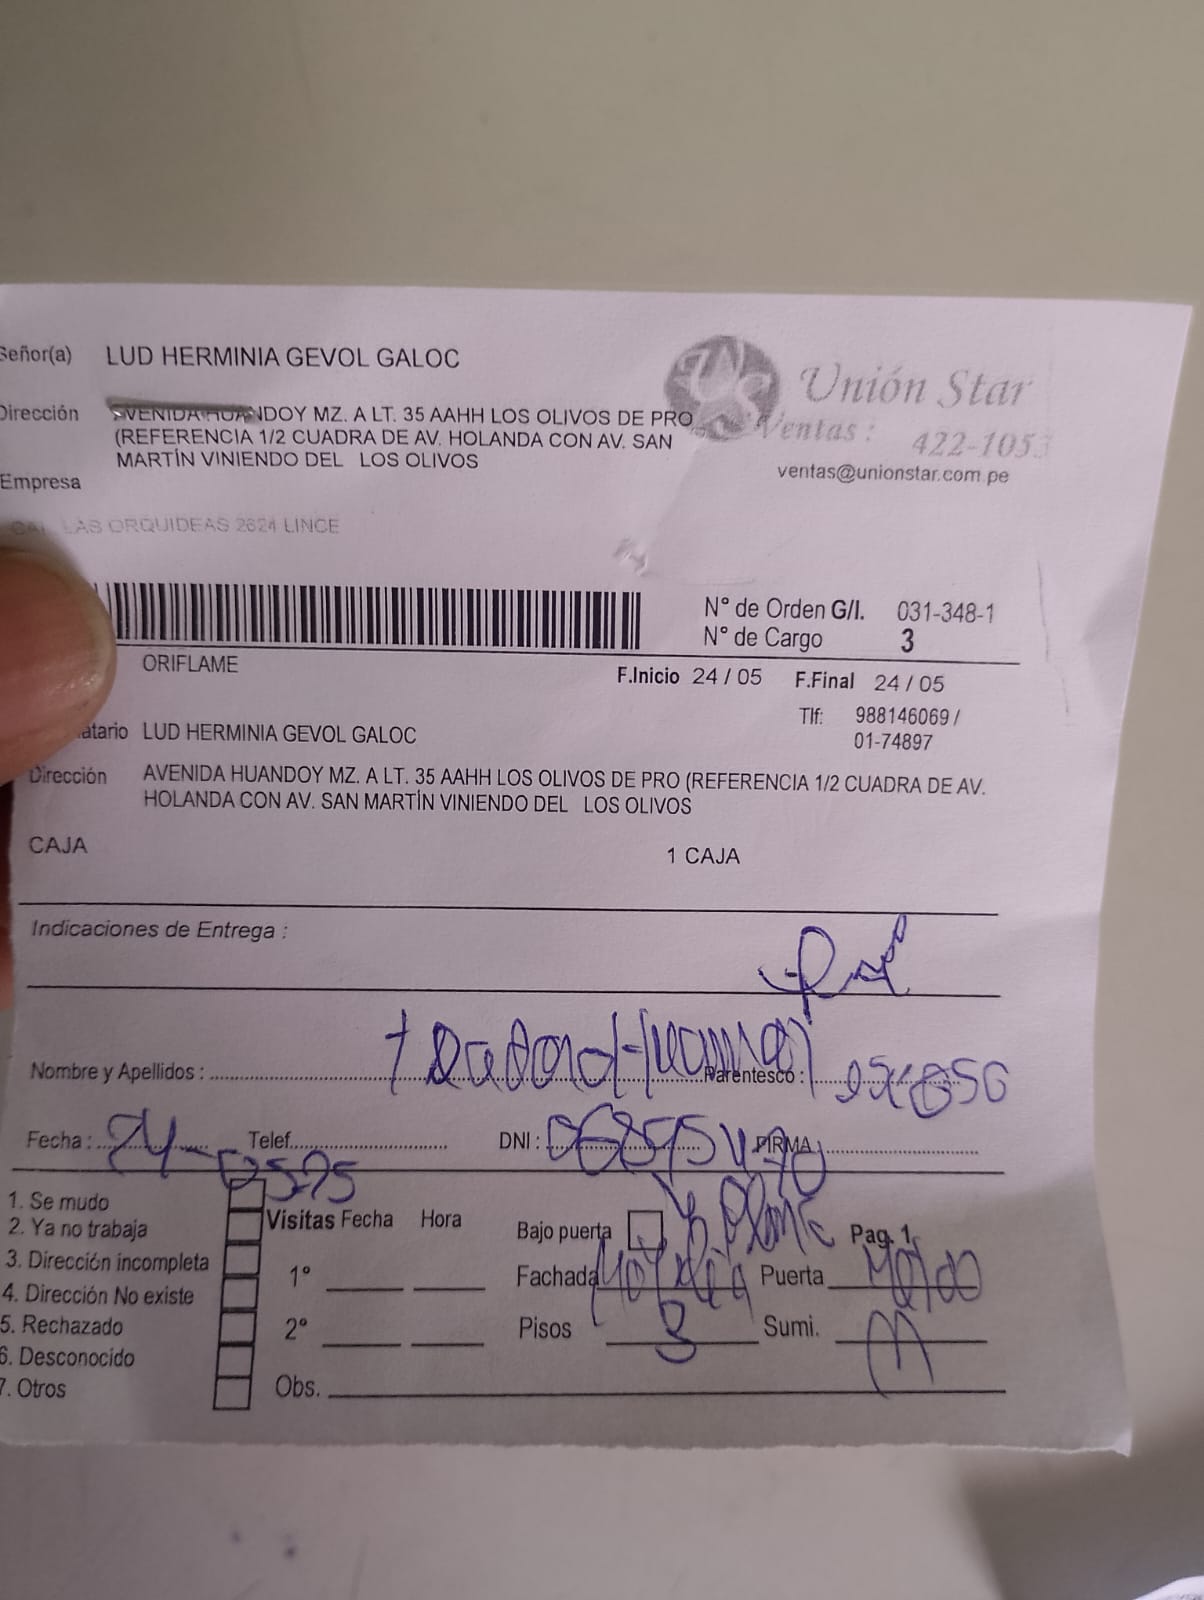 Señor(a) LUD HERMINIA GEVOL GALOC
Dirección AVENIDA HUANDOY MZ. A LT. 35 AAHH LOS OLIVOS DE PRO
(REFERENCIA 1/2 CUADRA DE AV. HOLANDA CON AV. SAN
MARTÍN VINIENDO DEL LOS OLIVOS
Unión Star
Ventas : 422-1053
ventas@unionstar.com.pe
Empresa
CAL LAS ORQUIDEAS 2624 LINCE
N° de Orden G/I. 031-348-1
N° de Cargo 3
ORIFLAME
F.Inicio 24 / 05 F.Final 24 / 05
Tlf: 988146069 /
01-74897
atario LUD HERMINIA GEVOL GALOC
Dirección AVENIDA HUANDOY MZ. A LT. 35 AAHH LOS OLIVOS DE PRO (REFERENCIA 1/2 CUADRA DE AV.
HOLANDA CON AV. SAN MARTÍN VINIENDO DEL LOS OLIVOS
CAJA 1 CAJA
Indicaciones de Entrega :
Nombre y Apellidos : Parentesco : esposo
Fecha : 24-05-25 Telef. DNI : FIRMA
1. Se mudo
2. Ya no trabaja
3. Dirección incompleta
4. Dirección No existe
5. Rechazado
6. Desconocido
7. Otros
Visitas Fecha Hora
1°
2°
Obs.
Bajo puerta Pag. 1
Fachada Puerta
Pisos 3 Sumi.